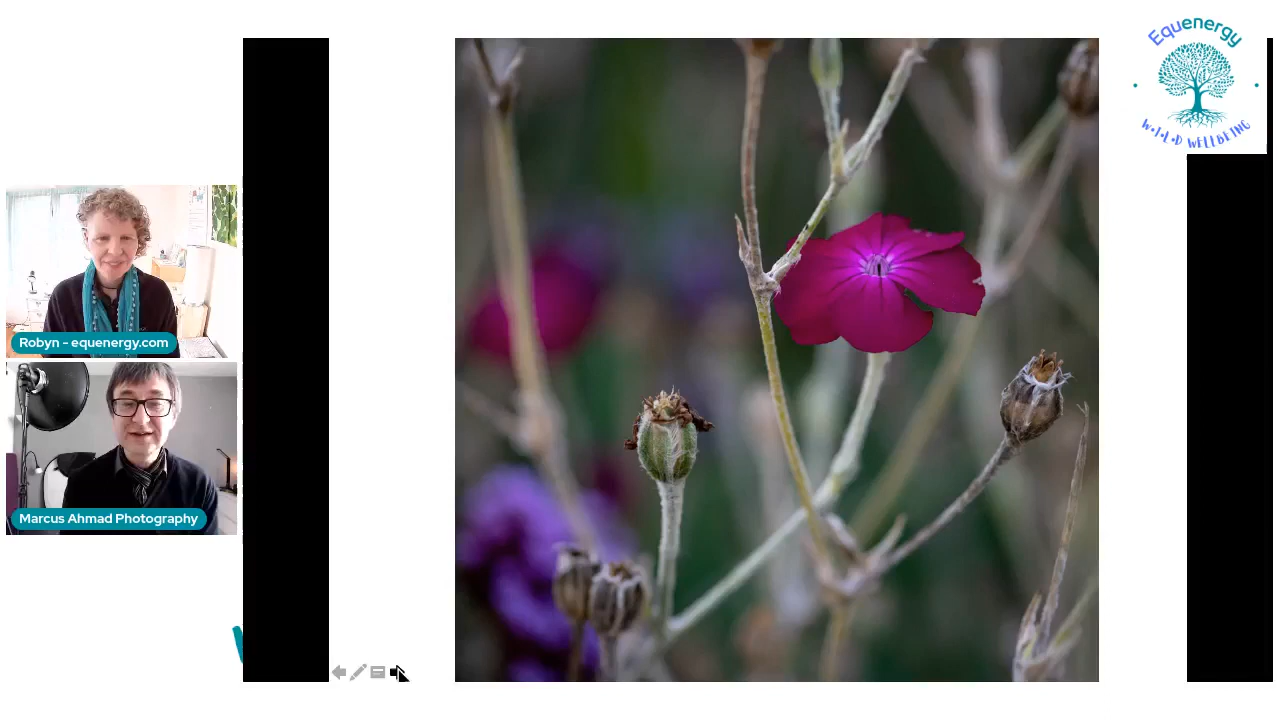 Equenergy
W·I·L·D WELLBEING
Robyn - equenergy.com
Marcus Ahmad Photography